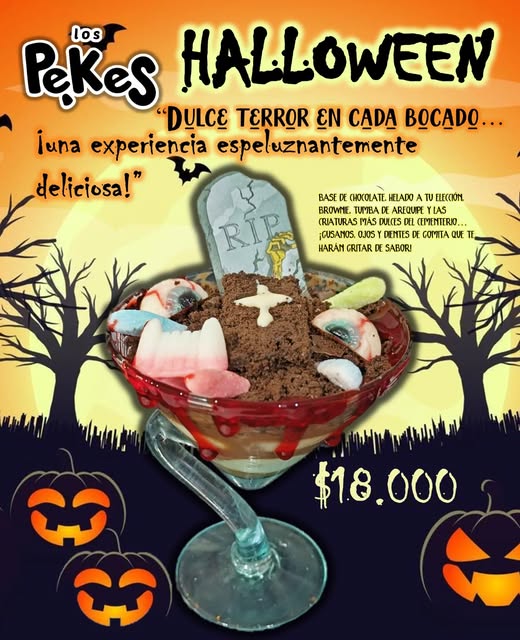 los
PeKes
HALLOWEEN
“DULCE TERROR EN CADA BOCADO...
¡una experiencia espeluznantemente
deliciosa!”
BASE DE CHOCOLATE, HELADO A TU ELECCIÓN,
BROWNIE, TUMBA DE AREQUIPE Y LAS
CRIATURAS MÁS DULCES DEL CEMENTERIO...
¡GUSANOS, OJOS Y DIENTES DE GOMITA QUE TE
HARÁN GRITAR DE SABOR!
RIP
$18.000